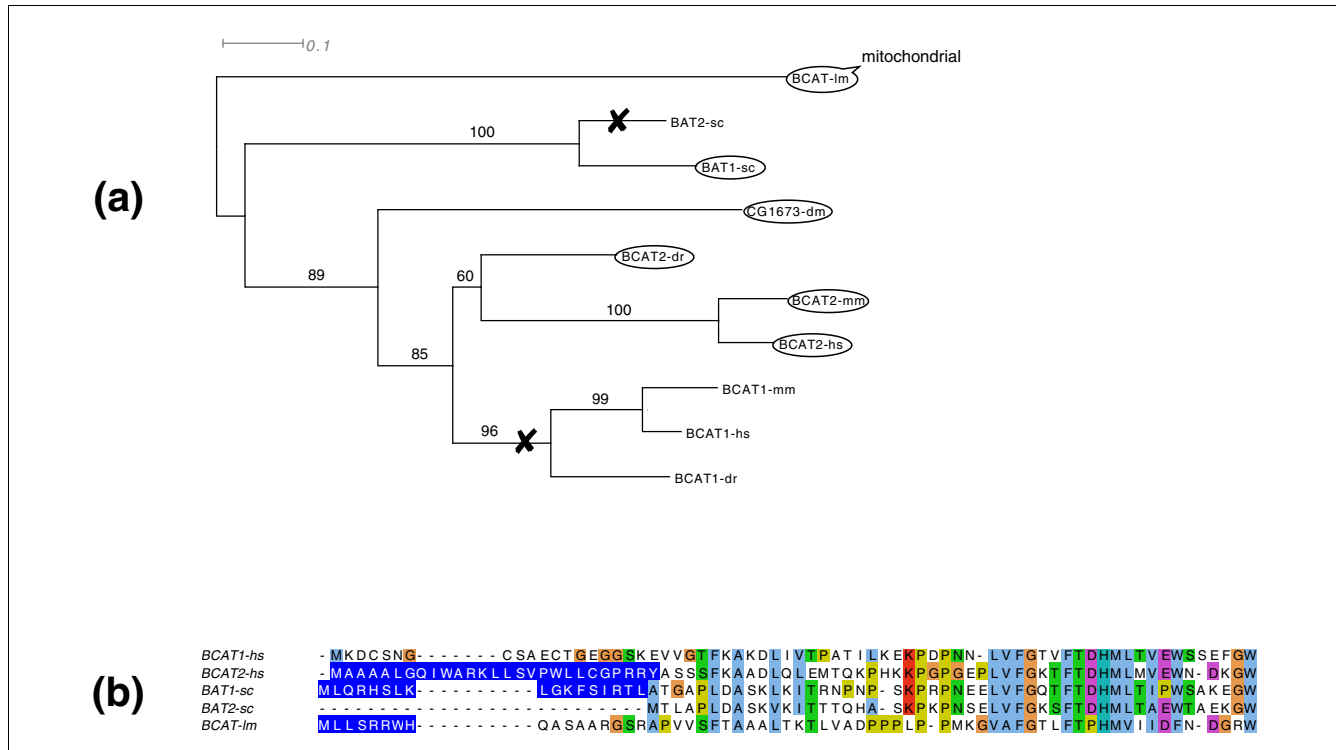 0.1
mitochondrial
BCAT-lm
BAT2-sc
100
BAT1-sc
(a)
CG1673-dm
BCAT2-dr
89
60
BCAT2-mm
100
BCAT2-hs
85
BCAT1-mm
99
96
BCAT1-hs
BCAT1-dr
BCAT1-hs -MKDCSNG-------CSAECTGEGGSKEVVGTFKAKDLIVTPATILKEKPDPNN-LVFGTVFTDHMLTVEWSSEFGW
BCAT2-hs -MAAAALGQIWARKLLSVPWLLCGPRRYASSSFKAADLQLEMTQKPHKKPGPGEPLVFGKTFTDHMLMVEWN-DKGW
(b)
BAT1-sc MLQRHSLK----------LGKFSIRTLATGAPLDASKLKITRNPNP-SKPRPNEELVFGQTFTDHMLTIPWSAKEGW
BAT2-sc ---------------------------MTLAPLDASKVKITTTQHA-SKPKPNSELVFGKSFTDHMLTAEWTAEKGW
BCAT-lm MLLSRRWH----------QASAARGSRAPVVSFTAAALTKTLVADPPPLP-PMKGVAFGTLFTPHMVIIDFN-DGRW